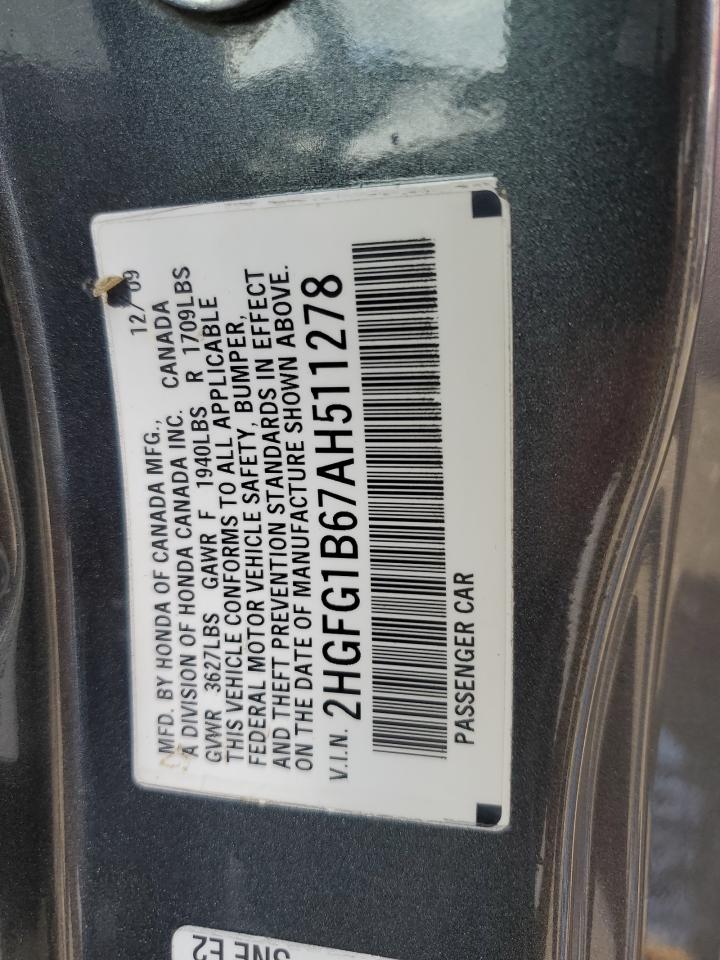 12/09
MFD. BY HONDA OF CANADA MFG., CANADA
A DIVISION OF HONDA CANADA INC.
GVWR 3627LBS GAWR F 1940LBS R 1709LBS
THIS VEHICLE CONFORMS TO ALL APPLICABLE
FEDERAL MOTOR VEHICLE SAFETY, BUMPER,
AND THEFT PREVENTION STANDARDS IN EFFECT
ON THE DATE OF MANUFACTURE SHOWN ABOVE.
V.I.N. 2HGFG1B67AH511278
PASSENGER CAR